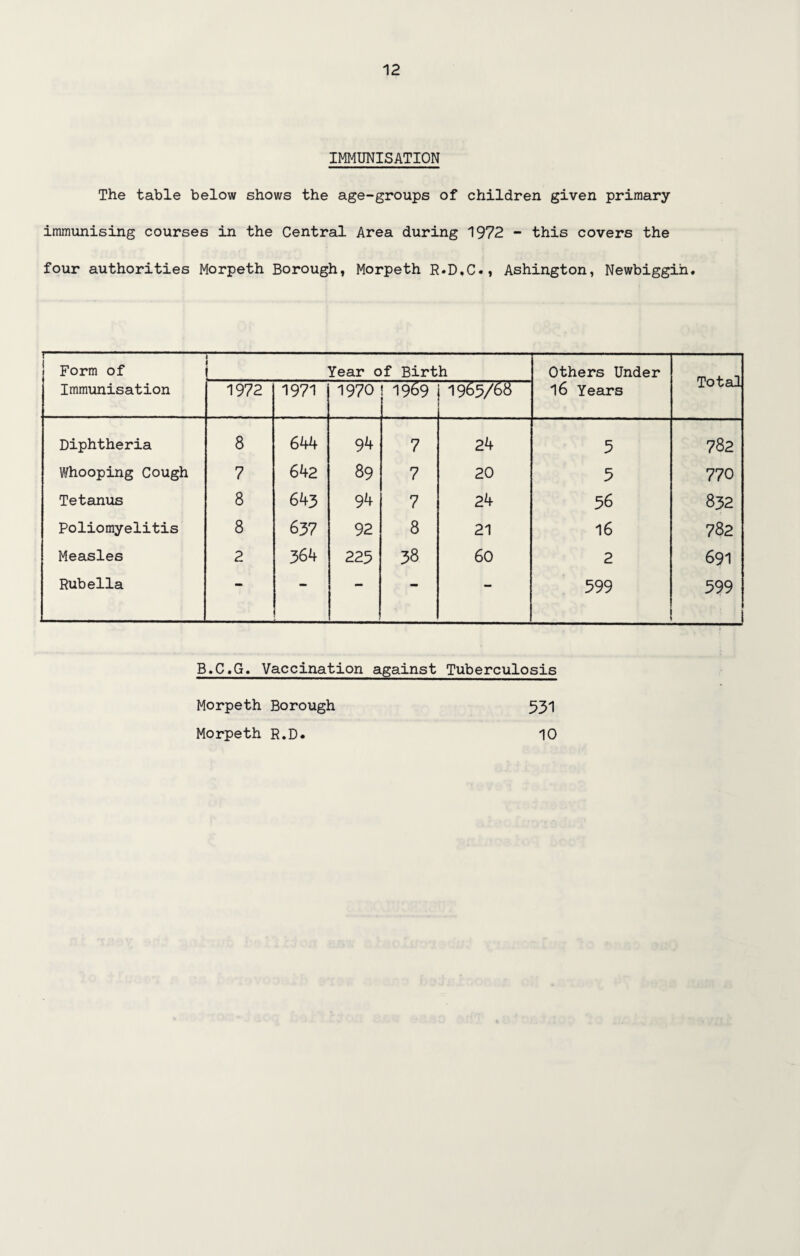 12
IMMUNISATION
The table below shows the age-groups of children given primary
immunising courses in the Central Area during 1972 - this covers the
four authorities Morpeth Borough, Morpeth R.D.C., Ashington, Newbiggin.
Form of Immunisation | Year of Birth | Others Under 16 Years | Total
1972 | 1971 | 1970 | 1969 | 1965/68
Diphtheria 8 644 94 7 24 5 782
Whooping Cough 7 642 89 7 20 5 770
Tetanus 8 643 94 7 24 56 832
Poliomyelitis 8 637 92 8 21 16 782
Measles 2 364 225 38 60 2 691
Rubella - - - - - 599 599
B.C.G. Vaccination against Tuberculosis
Morpeth Borough 531
Morpeth R.D. 10